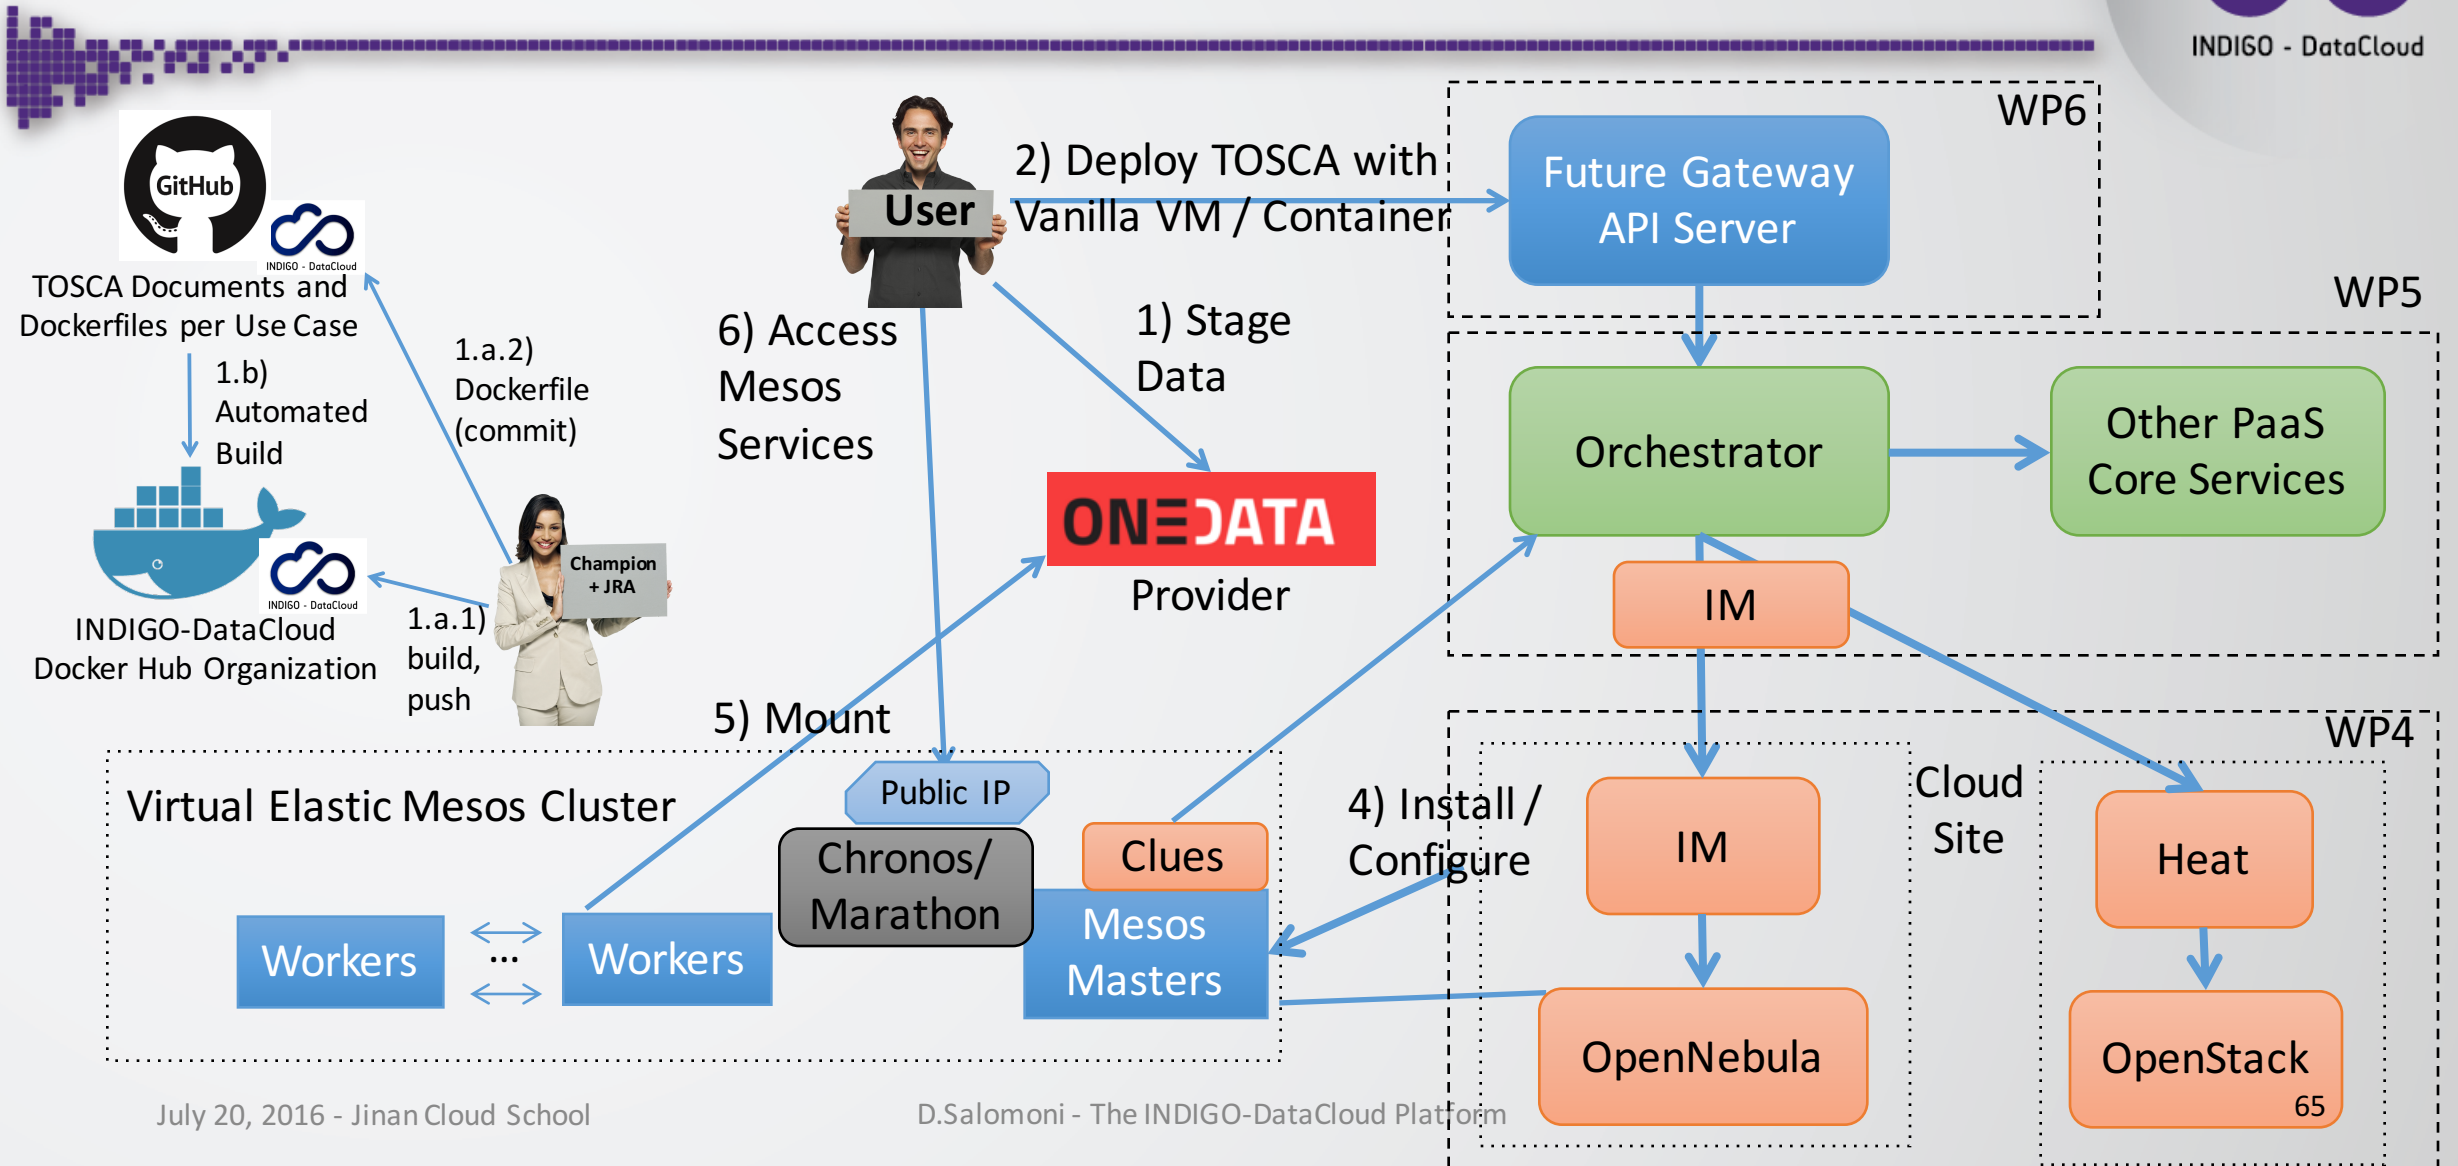 INDIGO - DataCloud
WP6
GitHub
INDIGO - DataCloud
TOSCA Documents and
Dockerfiles per Use Case
1.b)
Automated
Build
1.a.2)
Dockerfile
(commit)
INDIGO - DataCloud
INDIGO-DataCloud
Docker Hub Organization
1.a.1)
build,
push
Champion
+ JRA
User
2) Deploy TOSCA with
Vanilla VM / Container
Future Gateway
API Server
6) Access
Mesos
Services
1) Stage
Data
ONEDATA
Provider
WP5
Orchestrator
Other PaaS
Core Services
IM
5) Mount
Virtual Elastic Mesos Cluster
Public IP
Chronos/
Marathon
Clues
Mesos
Masters
Workers
...
Workers
4) Install /
Configure
WP4
Cloud
Site
IM
Heat
OpenNebula
OpenStack
65
July 20, 2016 - Jinan Cloud School
D.Salomoni - The INDIGO-DataCloud Platform